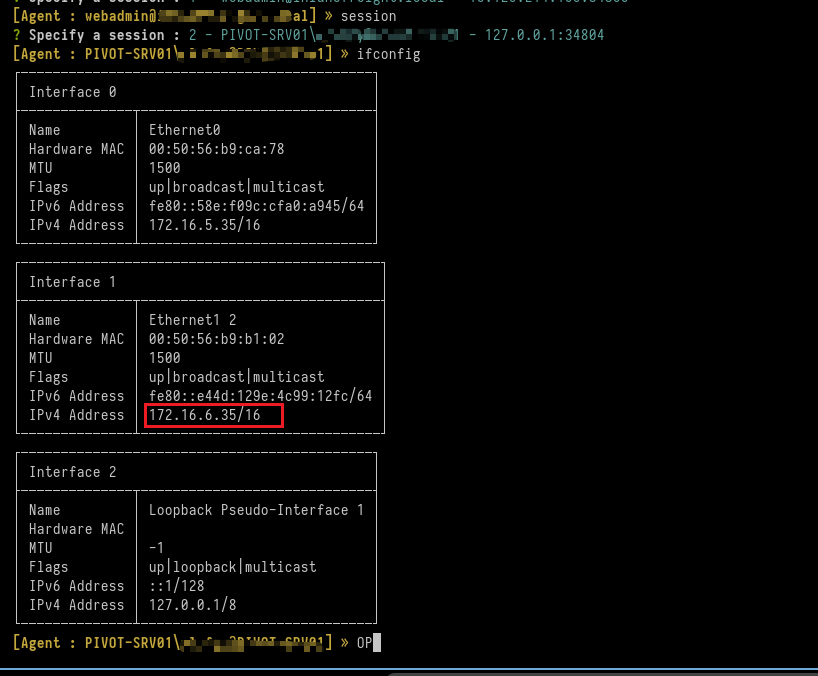 [Agent : webadmin@ al] » session
? Specify a session : 2 - PIVOT-SRV01\ 1 - 127.0.0.1:34804
[Agent : PIVOT-SRV01\ 1] » ifconfig
Interface 0
Name Ethernet0
Hardware MAC 00:50:56:b9:ca:78
MTU 1500
Flags up|broadcast|multicast
IPv6 Address fe80::58e:f09c:cfa0:a945/64
IPv4 Address 172.16.5.35/16
Interface 1
Name Ethernet1 2
Hardware MAC 00:50:56:b9:b1:02
MTU 1500
Flags up|broadcast|multicast
IPv6 Address fe80::e44d:129e:4c99:12fc/64
IPv4 Address 172.16.6.35/16
Interface 2
Name Loopback Pseudo-Interface 1
Hardware MAC
MTU -1
Flags up|loopback|multicast
IPv6 Address ::1/128
IPv4 Address 127.0.0.1/8
[Agent : PIVOT-SRV01\ ] » OP